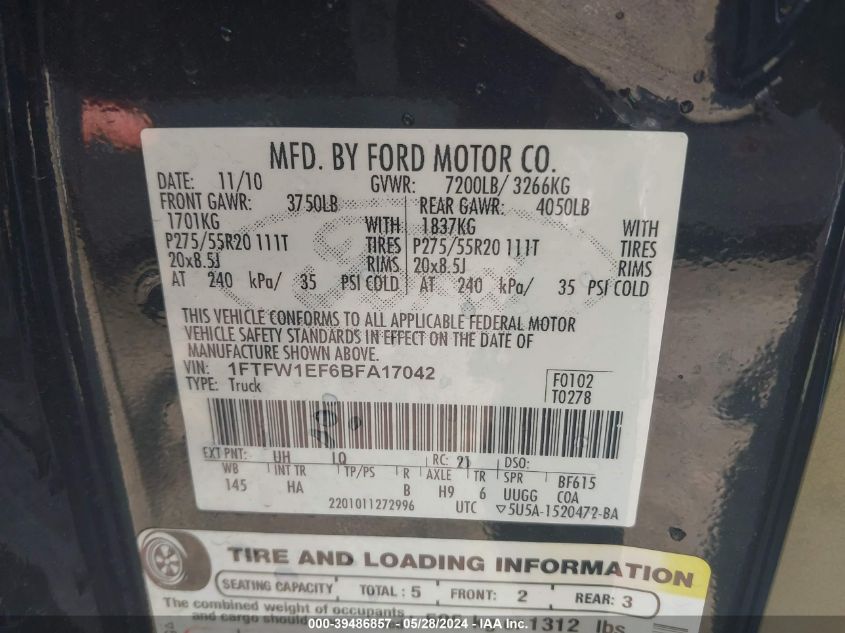 MFD. BY FORD MOTOR CO.
DATE: 11/10 GVWR: 7200LB/ 3266KG
FRONT GAWR: 3750LB REAR GAWR: 4050LB
1701KG WITH 1837KG WITH
P275/55R20 111T TIRES P275/55R20 111T TIRES
20x8.5J RIMS 20x8.5J RIMS
AT 240 kPa/ 35 PSI COLD AT 240 kPa/ 35 PSI COLD
THIS VEHICLE CONFORMS TO ALL APPLICABLE FEDERAL MOTOR
VEHICLE SAFETY STANDARDS IN EFFECT ON THE DATE OF
MANUFACTURE SHOWN ABOVE.
VIN: 1FTFW1EF6BFA17042
TYPE: Truck
F0102
T0278
EXT PNT: UH LQ RC: 21 DSO:
WB INT TR TP/PS R AXLE TR SPR BF615
145 HA B H9 6 UUGG COA
2201011272996 UTC ▽5U5A-1520472-BA
TIRE AND LOADING INFORMATION
SEATING CAPACITY TOTAL : 5 FRONT: 2 REAR: 3
The combined weight of occupants
and cargo should 1312 lbs
000-39486857 - 05/28/2024 - IAA Inc.